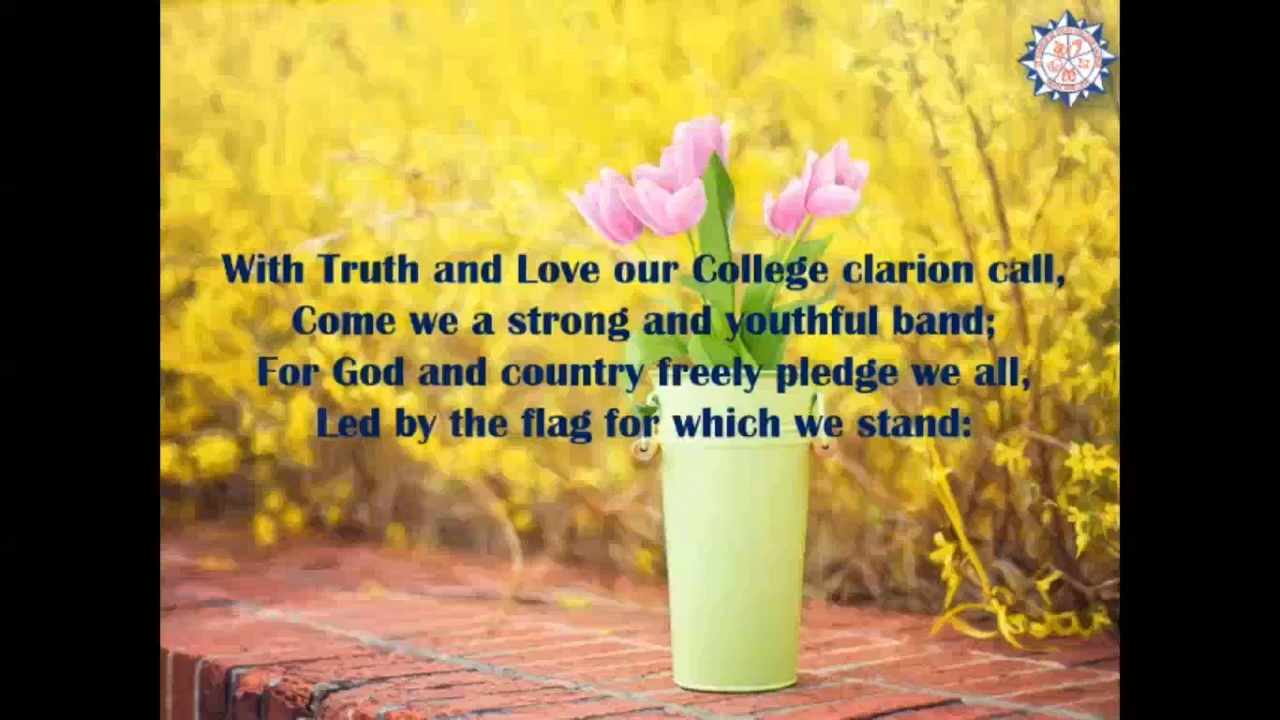 With Truth and Love our College clarion call,
Come we a strong and youthful band;
For God and country freely pledge we all,
Led by the flag for which we stand: